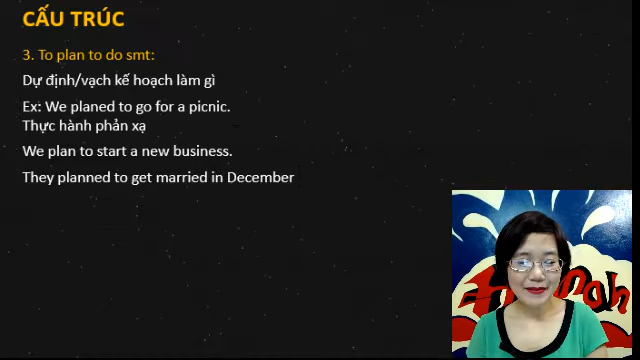 CẤU TRÚC
3. To plan to do smt:
Dự định/vạch kế hoạch làm gì
Ex: We planed to go for a picnic.
Thực hành phản xạ
We plan to start a new business.
They planned to get married in December